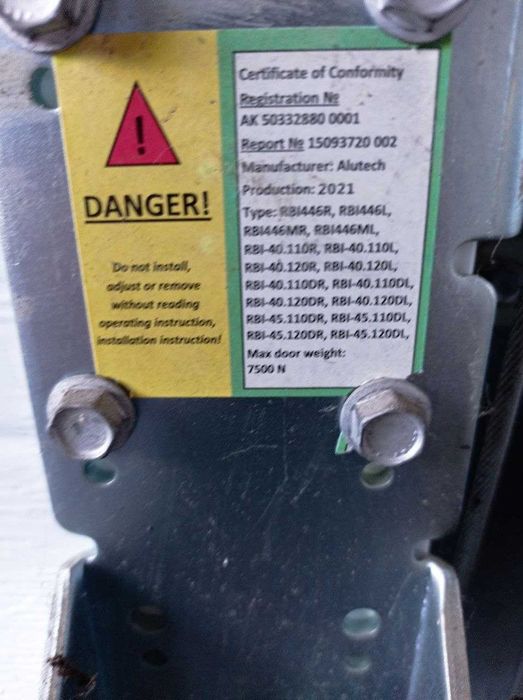 !
DANGER!
Do not install,
adjust or remove
without reading
operating instruction,
installation instruction!
Certificate of Conformity
Registration №
AK 50332880 0001
Report № 15093720 002
Manufacturer: Alutech
Production: 2021
Type: RBI446R, RBI446L,
RBI446MR, RBI446ML,
RBI-40.110R, RBI-40.110L,
RBI-40.120R, RBI-40.120L,
RBI-40.110DR, RBI-40.110DL,
RBI-40.120DR, RBI-40.120DL,
RBI-45.110DR, RBI-45.110DL,
RBI-45.120DR, RBI-45.120DL,
Max door weight:
7500 N